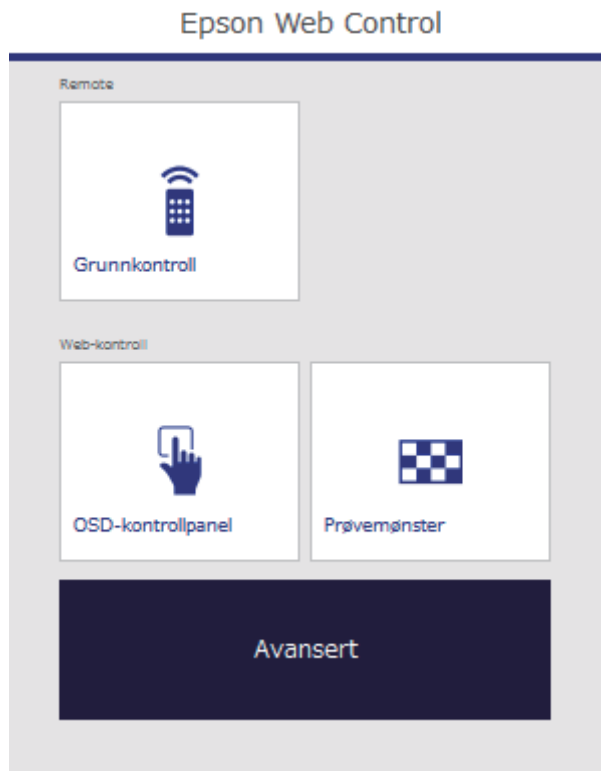 Epson Web Control
Remote
Grunnkontroll
Web-kontroll
OSD-kontrollpanel
Prøvemønster
Avansert